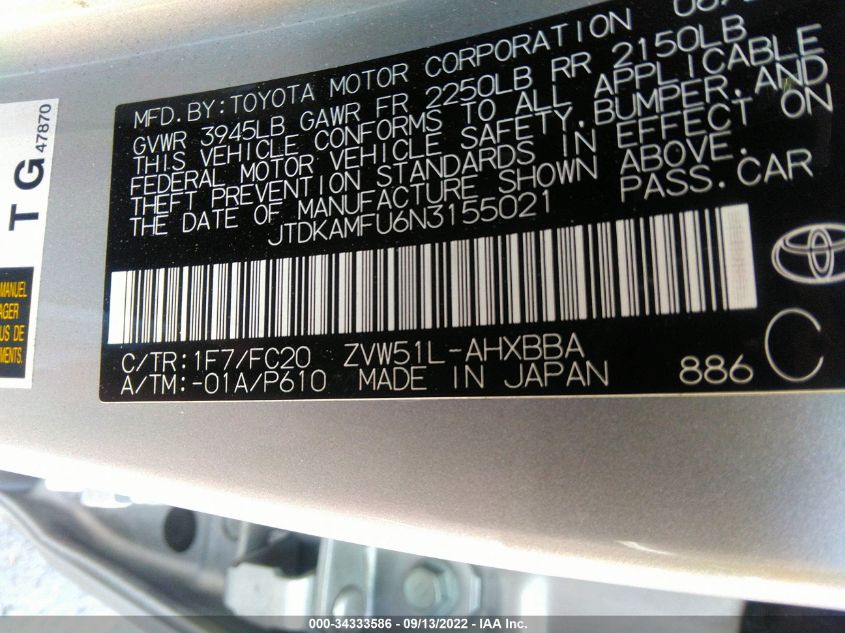 MFD.BY:TOYOTA MOTOR CORPORATION
GVWR 3945LB GAWR FR 2250LB RR 2150LB
THIS VEHICLE CONFORMS TO ALL APPLICABLE
FEDERAL MOTOR VEHICLE SAFETY,BUMPER,AND
THEFT PREVENTION STANDARDS IN EFFECT ON
THE DATE OF MANUFACTURE SHOWN ABOVE.
JTDKAMFU6N3155021 PASS.CAR
C/TR:1F7/FC20 ZVW51L-AHXBBA
A/TM:-01A/P610 MADE IN JAPAN 886 C
TG
47870
MANUEL
US DE
000-34333586 - 09/13/2022 - IAA Inc.